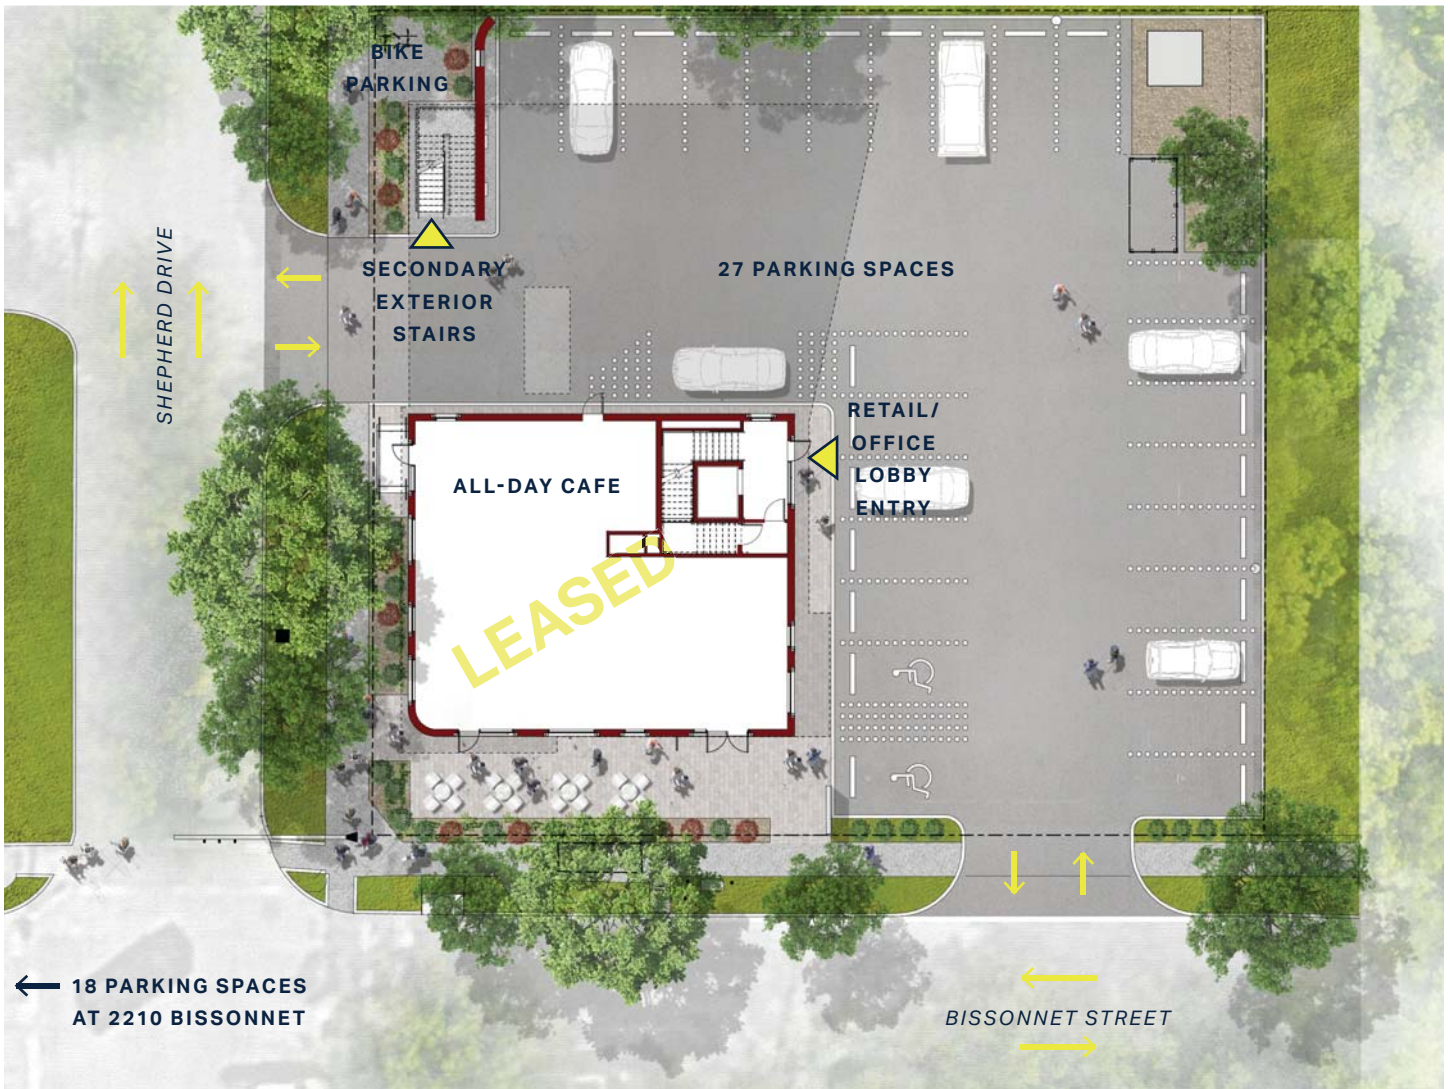 BIKE
PARKING
SHEPHERD DRIVE
SECONDARY
EXTERIOR
STAIRS
27 PARKING SPACES
RETAIL/
OFFICE
LOBBY
ENTRY
ALL-DAY CAFE
LEASED
18 PARKING SPACES
AT 2210 BISSONNET
BISSONNET STREET